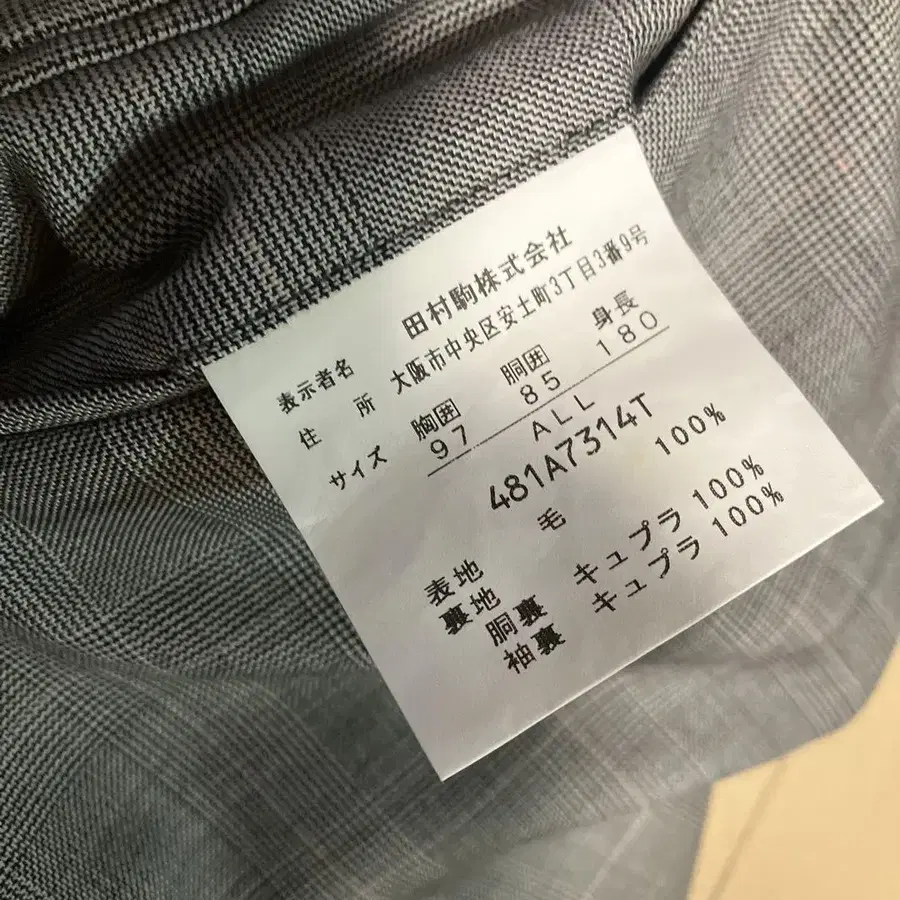 表示者名 田村駒株式会社
住所 大阪市中央区安土町3丁目3番9号
サイズ 胸囲 胴囲 身長
97 85 180
ALL
481A7314T
表地 毛 100%
裏地
胴裏 キュプラ 100%
袖裏 キュプラ 100%